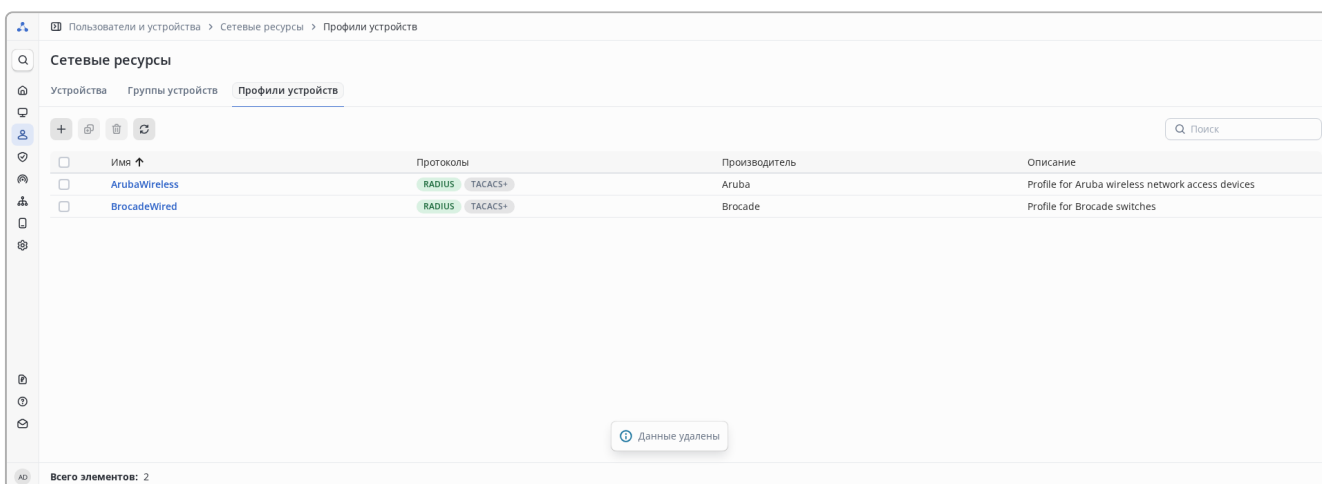 Пользователи и устройства > Сетевые ресурсы > Профили устройств
Сетевые ресурсы
Устройства Группы устройств Профили устройств
Поиск
Имя Протоколы Производитель Описание
ArubaWireless RADIUS TACACS+ Aruba Profile for Aruba wireless network access devices
BrocadeWired RADIUS TACACS+ Brocade Profile for Brocade switches
Данные удалены
AD Всего элементов: 2